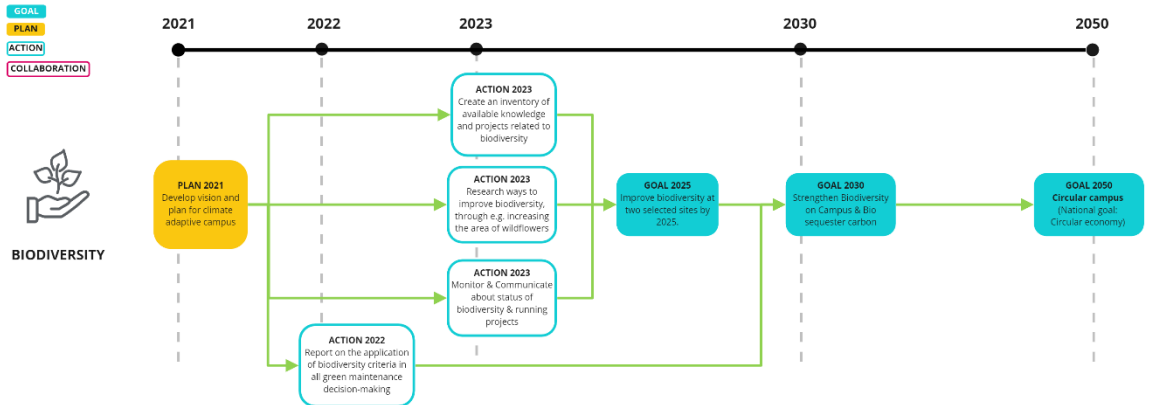 GOAL
PLAN
ACTION
COLLABORATION
2021
2022
2023
2030
2050
BIODIVERSITY
PLAN 2021
Develop vision and
plan for climate
adaptive campus
ACTION 2023
Create an inventory of
available knowledge
and projects related to
biodiversity
ACTION 2023
Research ways to
improve biodiversity,
through e.g. increasing
the area of wildflowers
ACTION 2023
Monitor & Communicate
about status of
biodiversity & running
projects
ACTION 2022
Report on the application
of biodiversity criteria in
all green maintenance
decision-making
GOAL 2025
Improve biodiversity at
two selected sites by
2025.
GOAL 2030
Strengthen Biodiversity
on Campus & Bio
sequester carbon
GOAL 2050
Circular campus
(National goal:
Circular economy)